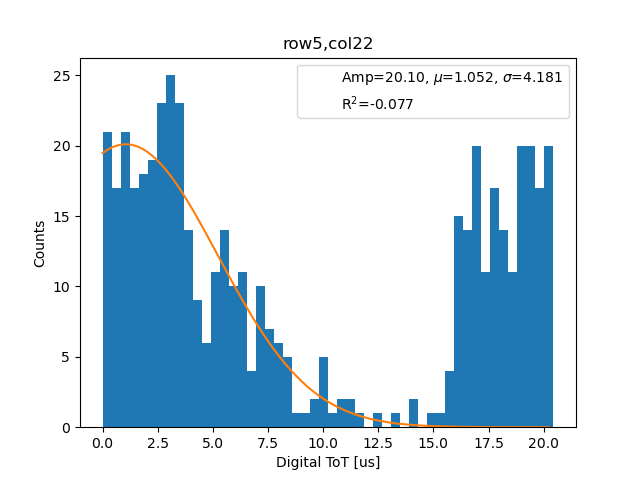 row5,col22
Amp=20.10, μ=1.052, σ=4.181
R²=-0.077
Counts
25
20
15
10
5
0
0.0 2.5 5.0 7.5 10.0 12.5 15.0 17.5 20.0
Digital ToT [us]